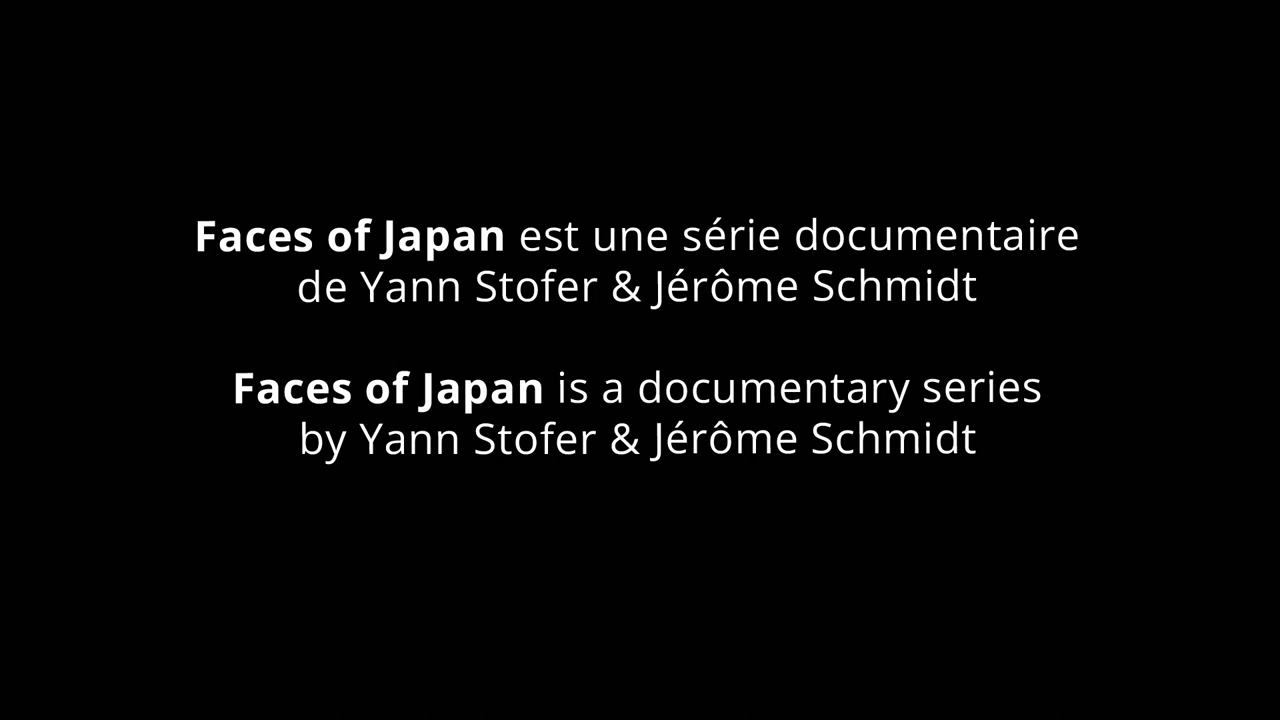 Faces of Japan est une série documentaire
de Yann Stofer & Jérôme Schmidt
Faces of Japan is a documentary series
by Yann Stofer & Jérôme Schmidt